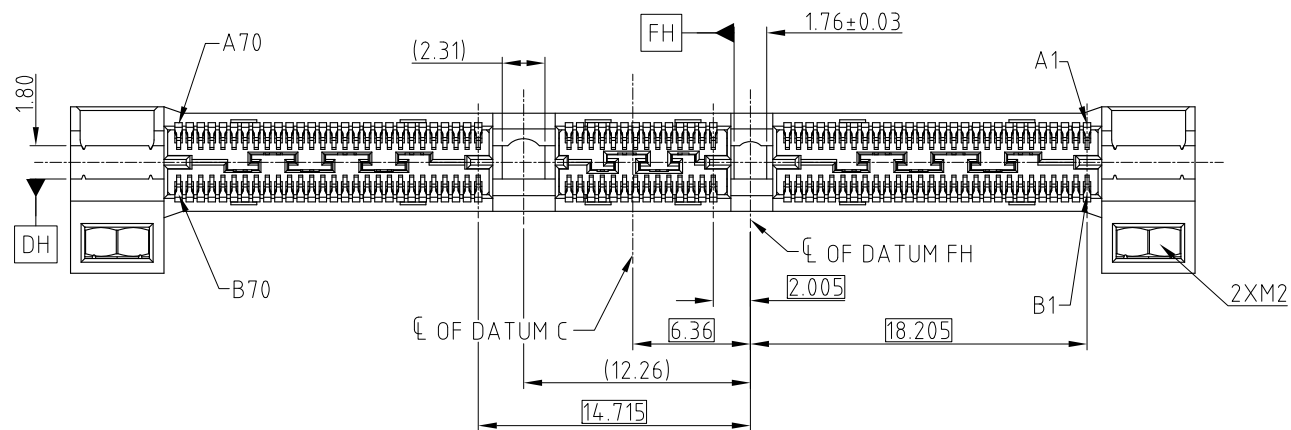 FH
1.76±0.03
A70
(2.31)
A1
1.80
DH
℄ OF DATUM FH
2.005
B70
B1
2XM2
℄ OF DATUM C
6.36
18.205
(12.26)
14.715